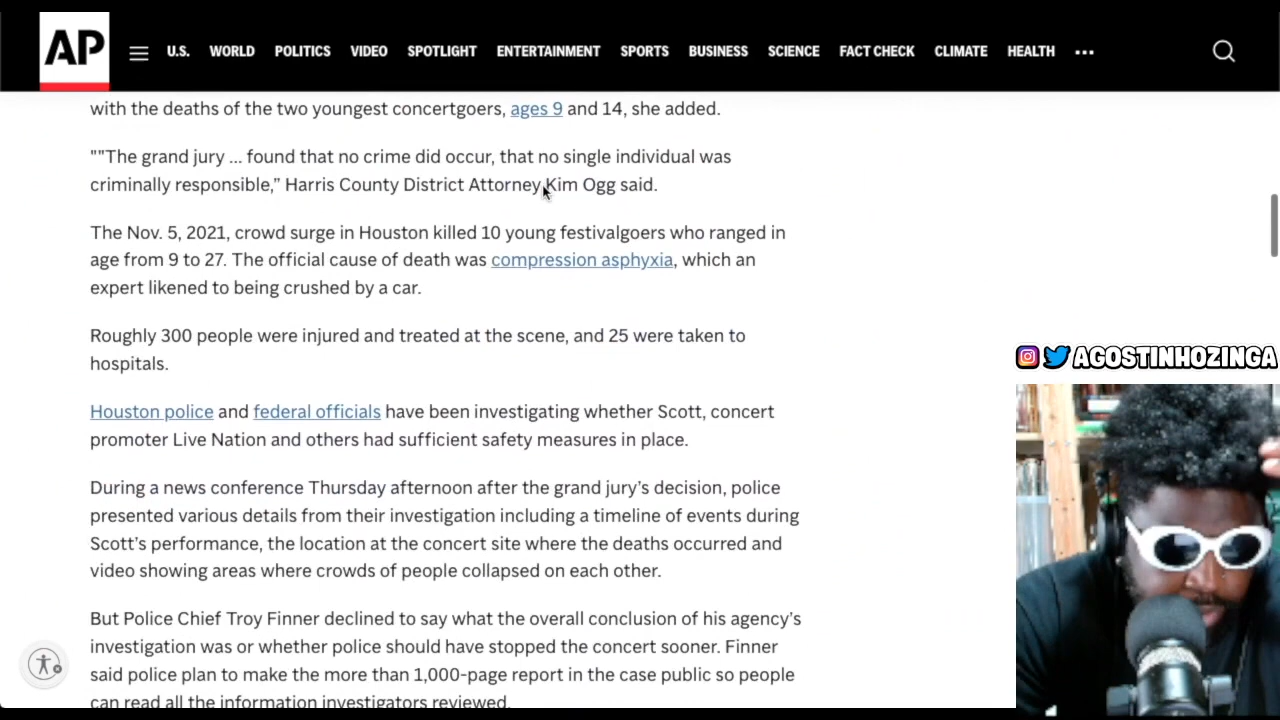 AP
U.S. WORLD POLITICS VIDEO SPOTLIGHT ENTERTAINMENT SPORTS BUSINESS SCIENCE FACT CHECK CLIMATE HEALTH ...
with the deaths of the two youngest concertgoers, ages 9 and 14, she added.
""The grand jury ... found that no crime did occur, that no single individual was
criminally responsible,” Harris County District Attorney Kim Ogg said.
The Nov. 5, 2021, crowd surge in Houston killed 10 young festivalgoers who ranged in
age from 9 to 27. The official cause of death was compression asphyxia, which an
expert likened to being crushed by a car.
Roughly 300 people were injured and treated at the scene, and 25 were taken to
hospitals.
Houston police and federal officials have been investigating whether Scott, concert
promoter Live Nation and others had sufficient safety measures in place.
During a news conference Thursday afternoon after the grand jury’s decision, police
presented various details from their investigation including a timeline of events during
Scott’s performance, the location at the concert site where the deaths occurred and
video showing areas where crowds of people collapsed on each other.
But Police Chief Troy Finner declined to say what the overall conclusion of his agency’s
investigation was or whether police should have stopped the concert sooner. Finner
said police plan to make the more than 1,000-page report in the case public so people
can read all the information investigators reviewed.
AGOSTINHOZINGA